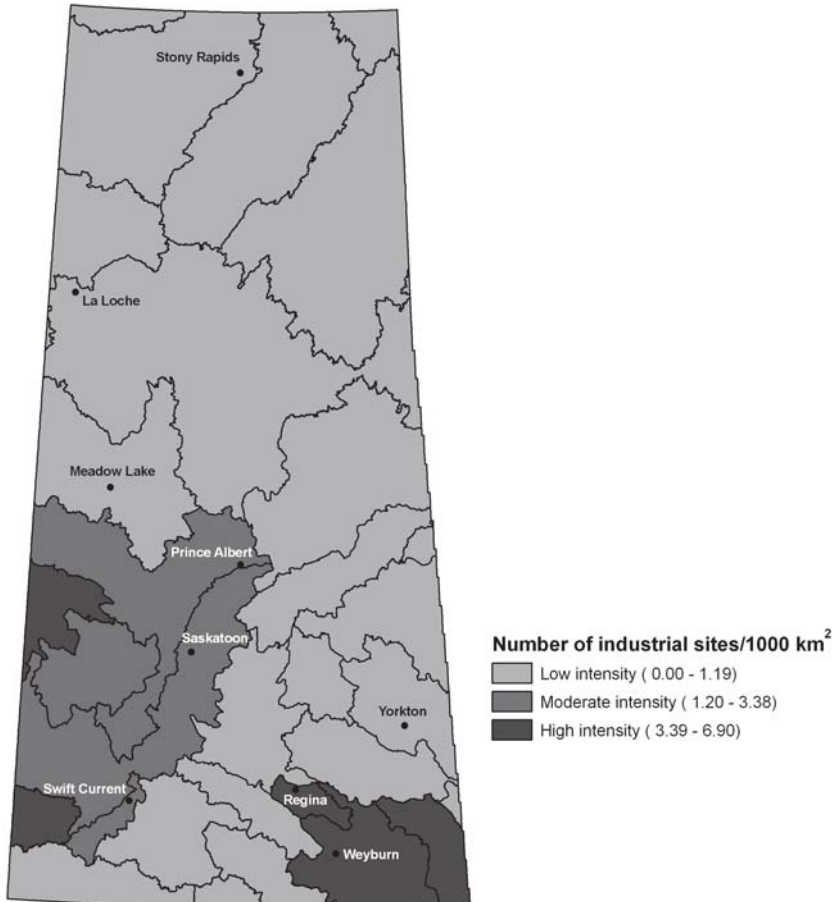 Stony Rapids
La Loche
Meadow Lake
Prince Albert
Saskatoon
Number of industrial sites/1000 km²
Low intensity ( 0.00 - 1.19)
Moderate intensity ( 1.20 - 3.38)
Yorkton
High intensity ( 3.39 - 6.90)
Swift Current
Regina
Weyburn